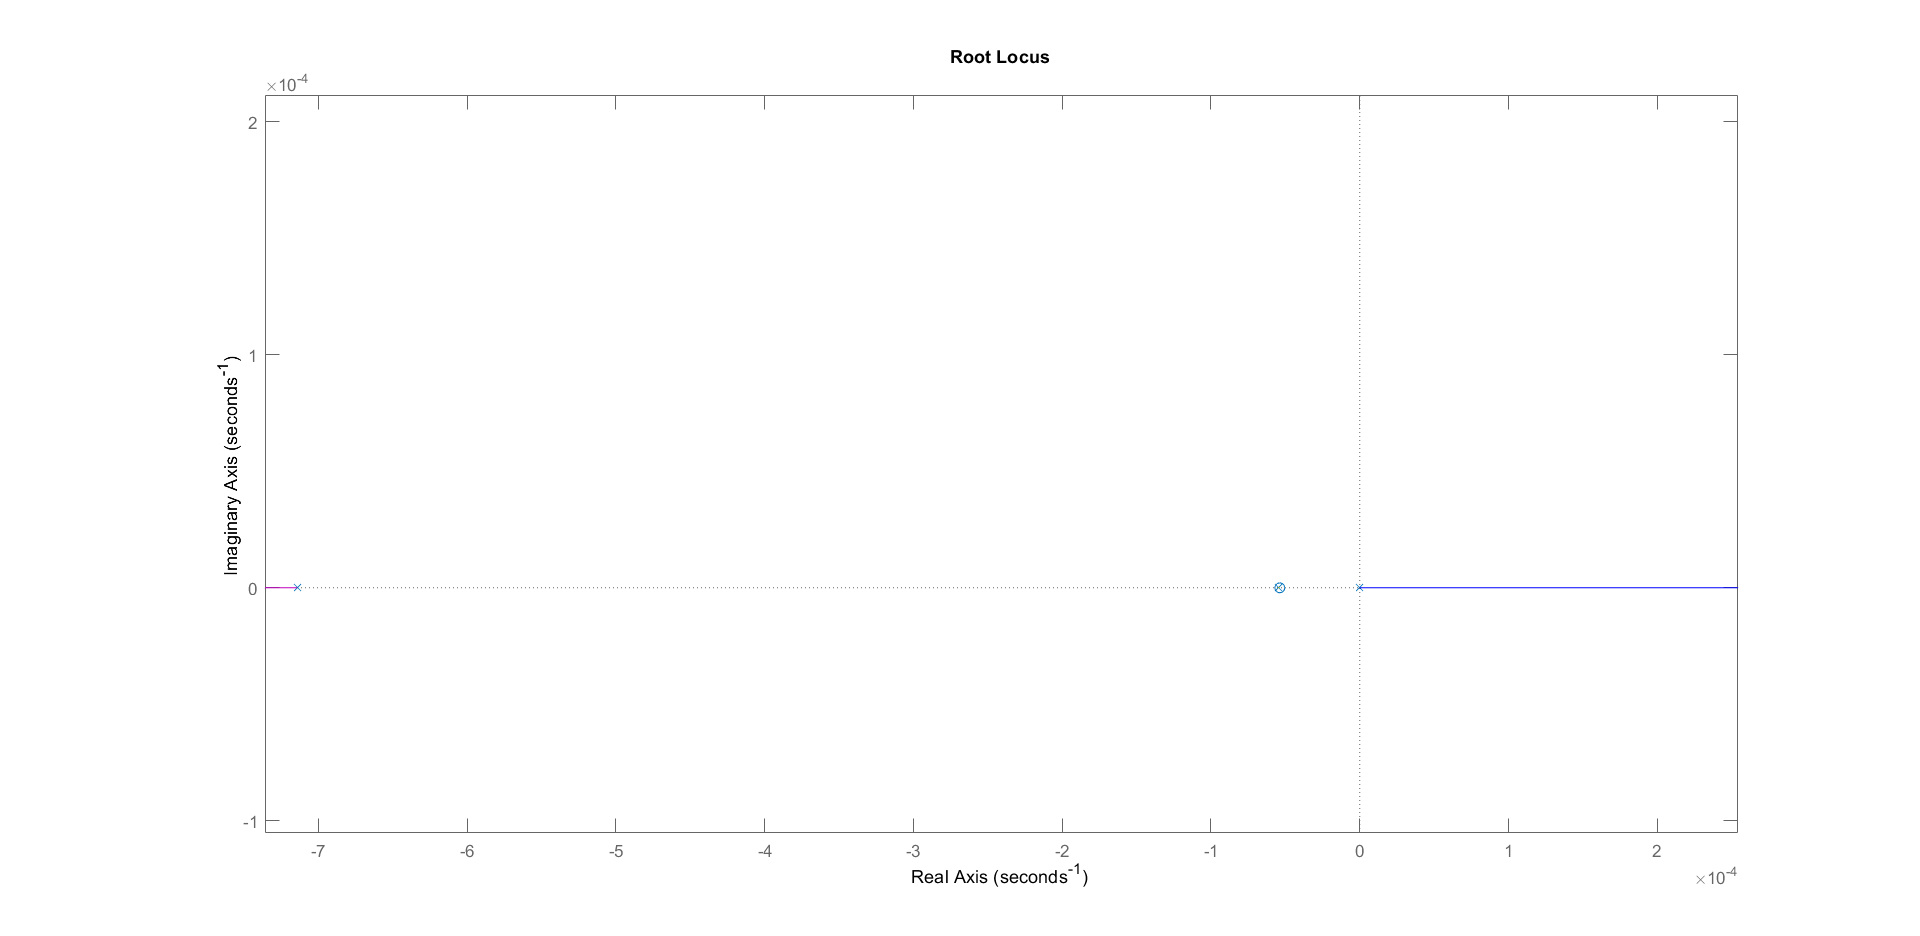 Root Locus
×10-4
2
1
0
-1
Imaginary Axis (seconds-1)
-7 -6 -5 -4 -3 -2 -1 0 1 2
Real Axis (seconds-1)
×10-4